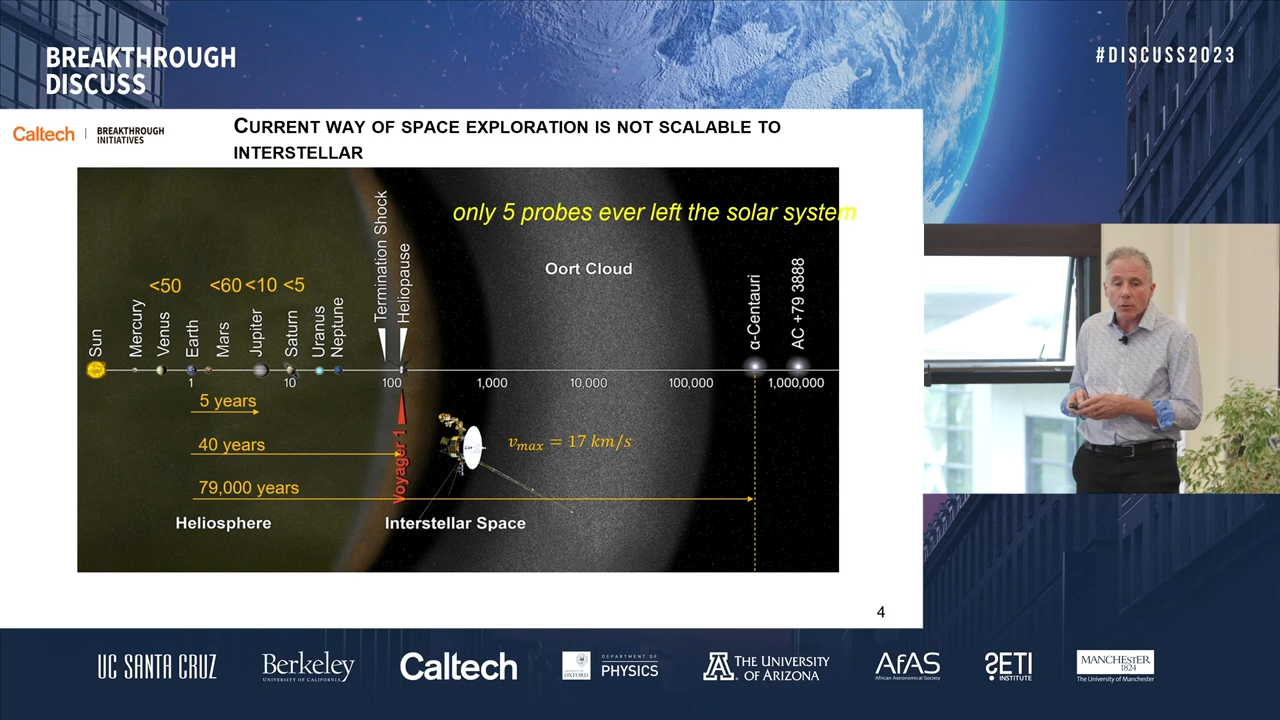 BREAKTHROUGH
DISCUSS
#DISCUSS2023
Caltech | BREAKTHROUGH
INITIATIVES
CURRENT WAY OF SPACE EXPLORATION IS NOT SCALABLE TO
INTERSTELLAR
only 5 probes ever left the solar system
Oort Cloud
<50
<60
<10
<5
Sun
Mercury
Venus
Earth
Mars
Jupiter
Saturn
Uranus
Neptune
Termination Shock
Heliopause
α-Centauri
AC +79 3888
1
10
100
1,000
10,000
100,000
1,000,000
5 years
40 years
79,000 years
Voyager 1
vmax = 17 km/s
Heliosphere
Interstellar Space
4
UC SANTA CRUZ
Berkeley
UNIVERSITY OF CALIFORNIA
Caltech
UNIVERSITY OF
OXFORD
DEPARTMENT OF
PHYSICS
THE UNIVERSITY
OF ARIZONA
AfAS
African Astronomical Society
SETI
INSTITUTE
MANCHESTER
1824
The University of Manchester